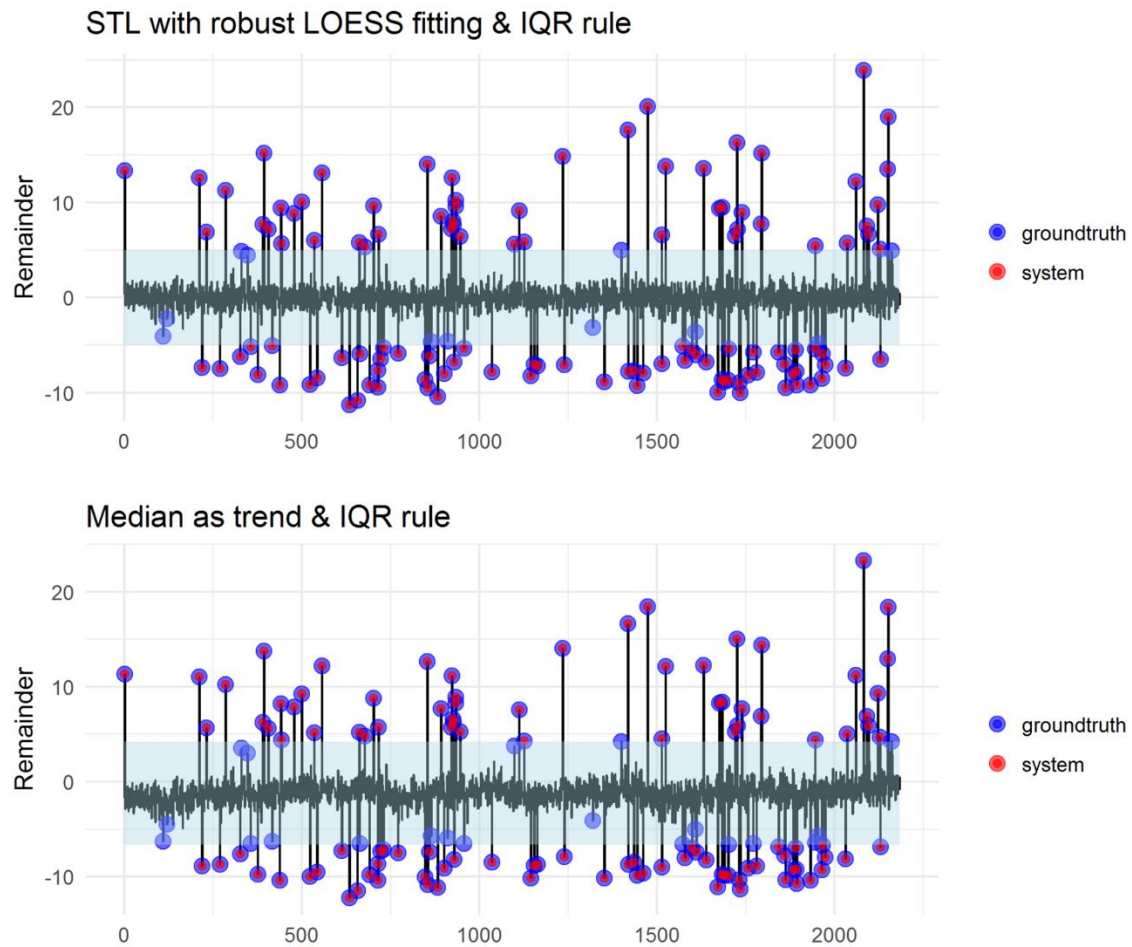 STL with robust LOESS fitting & IQR rule
20
10
0
-10
Remainder
0
500
1000
1500
2000
groundtruth
system
Median as trend & IQR rule
20
10
0
-10
Remainder
0
500
1000
1500
2000
groundtruth
system